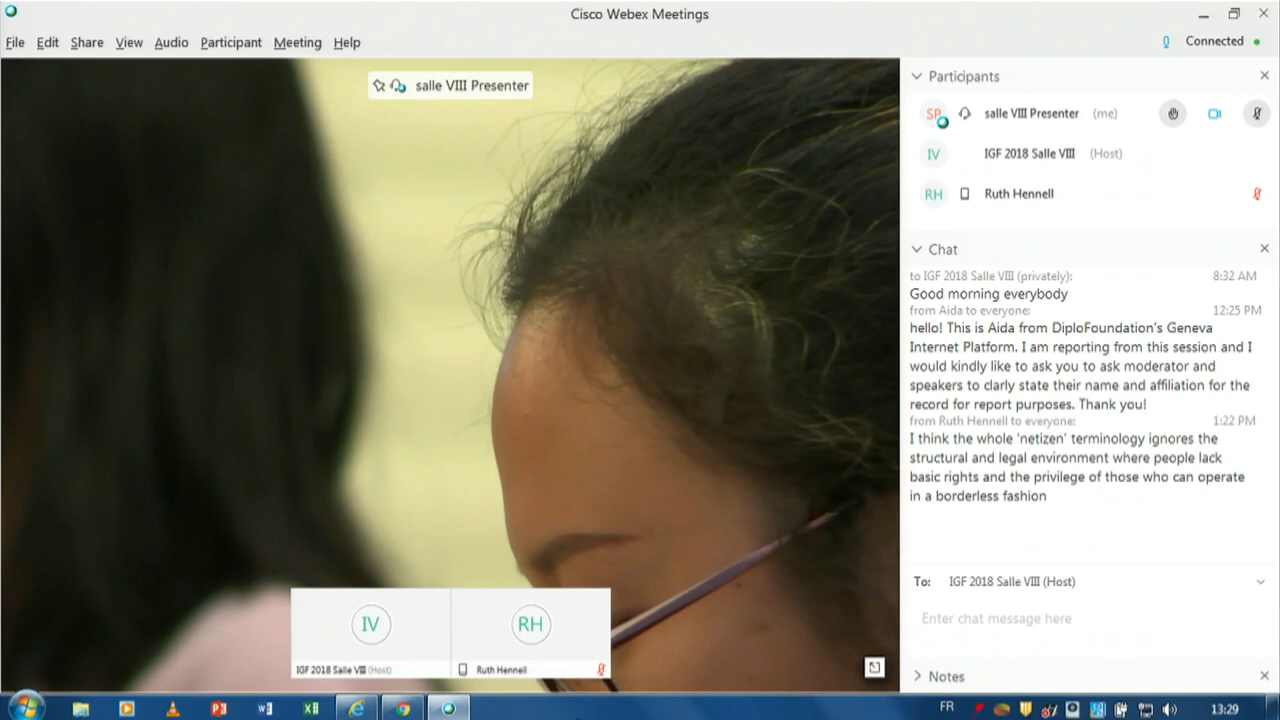 Cisco Webex Meetings
File Edit Share View Audio Participant Meeting Help
Connected
salle VIII Presenter
Participants
SP salle VIII Presenter (me)
IV IGF 2018 Salle VIII (Host)
RH Ruth Hennell
Chat
to IGF 2018 Salle VIII (privately): 8:32 AM
Good morning everybody
from Aida to everyone: 12:25 PM
hello! This is Aida from DiploFoundation's Geneva
Internet Platform. I am reporting from this session and I
would kindly like to ask you to ask moderator and
speakers to clarly state their name and affiliation for the
record for report purposes. Thank you!
from Ruth Hennell to everyone: 1:22 PM
I think the whole 'netizen' terminology ignores the
structural and legal environment where people lack
basic rights and the privilege of those who can operate
in a borderless fashion
To: IGF 2018 Salle VIII (Host)
Enter chat message here
Notes
IV
IGF 2018 Salle VIII (Host)
RH
Ruth Hennell
FR
13:29